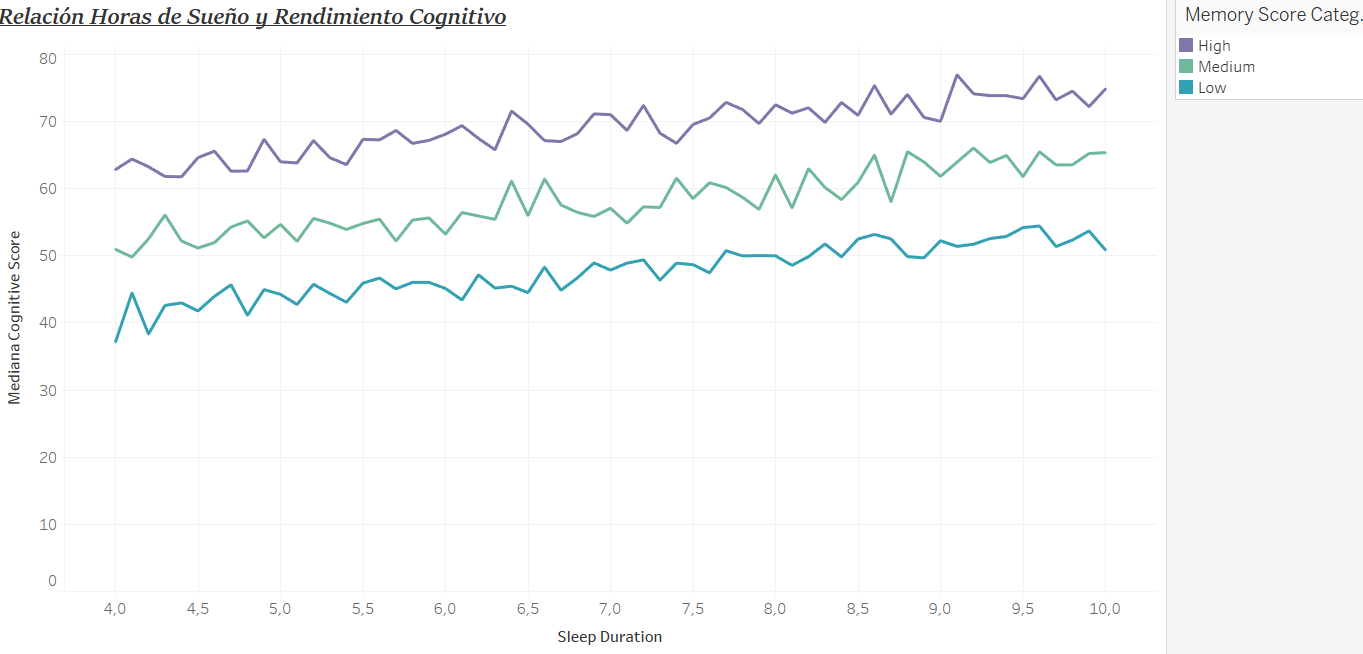 Relación Horas de Sueño y Rendimiento Cognitivo
Memory Score Categ.
High
Medium
Low
Mediana Cognitive Score
80
70
60
50
40
30
20
10
0
4,0 4,5 5,0 5,5 6,0 6,5 7,0 7,5 8,0 8,5 9,0 9,5 10,0
Sleep Duration